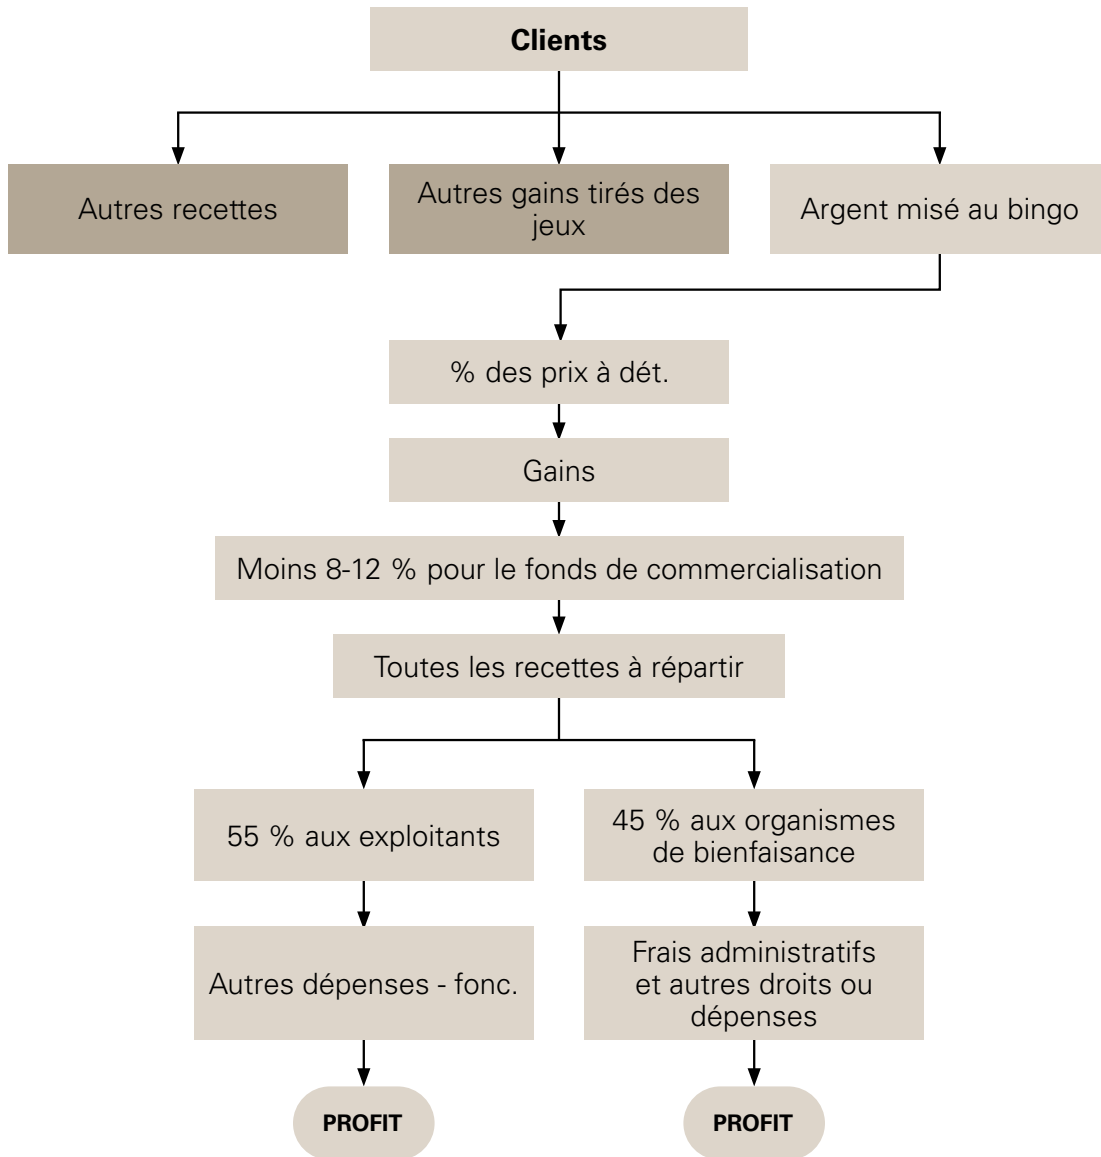 Clients
Autres recettes
Autres gains tirés des
jeux
Argent misé au bingo
% des prix à dét.
Gains
Moins 8-12 % pour le fonds de commercialisation
Toutes les recettes à répartir
55 % aux exploitants
45 % aux organismes
de bienfaisance
Autres dépenses - fonc.
Frais administratifs
et autres droits ou
dépenses
PROFIT
PROFIT